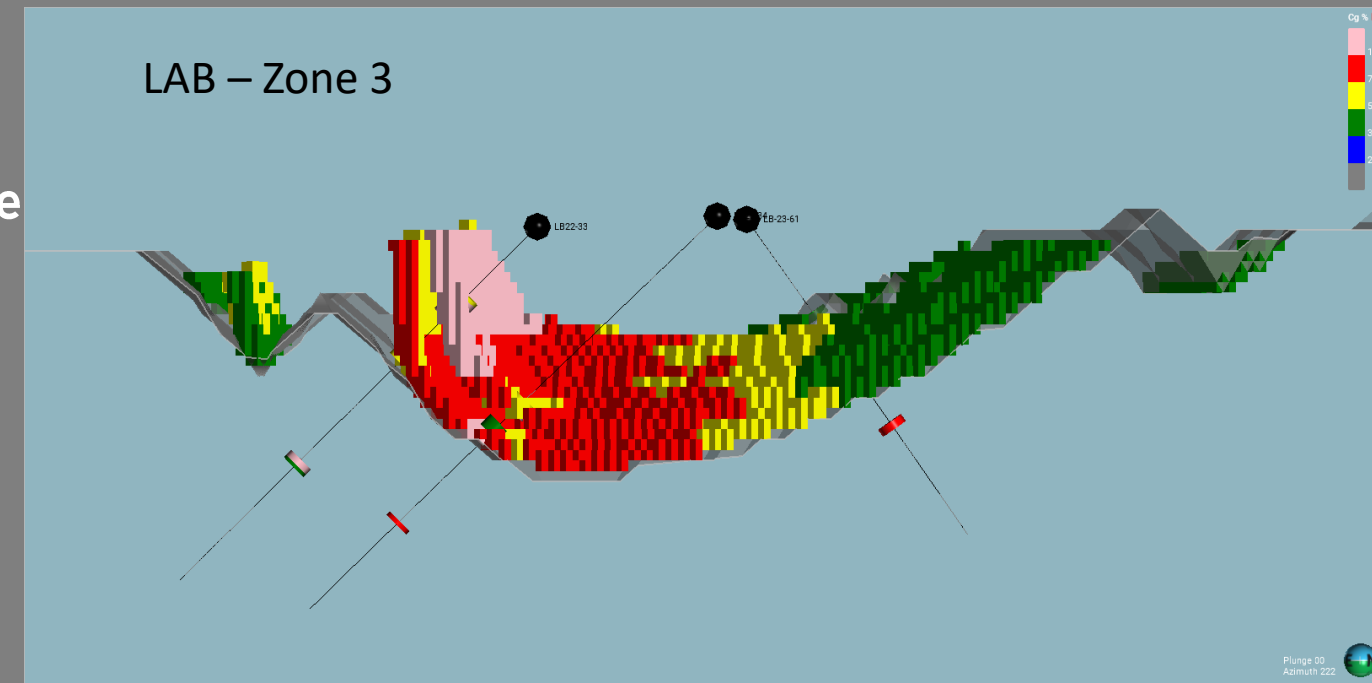 Cg %
LAB – Zone 3
e
LB22-33
LB-23-61
Plunge 00
Azimuth 222